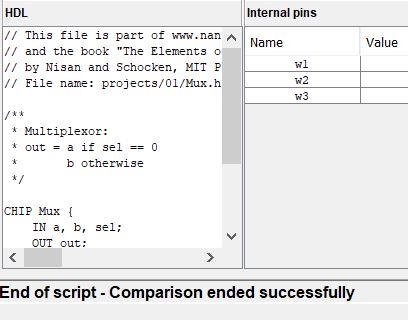 HDL
// This file is part of www.nan
// and the book "The Elements o
// by Nisan and Schocken, MIT P
// File name: projects/01/Mux.h
/**
* Multiplexor:
* out = a if sel == 0
* b otherwise
*/
CHIP Mux {
IN a, b, sel;
OUT out;
Internal pins
Name Value
w1
w2
w3
End of script - Comparison ended successfully